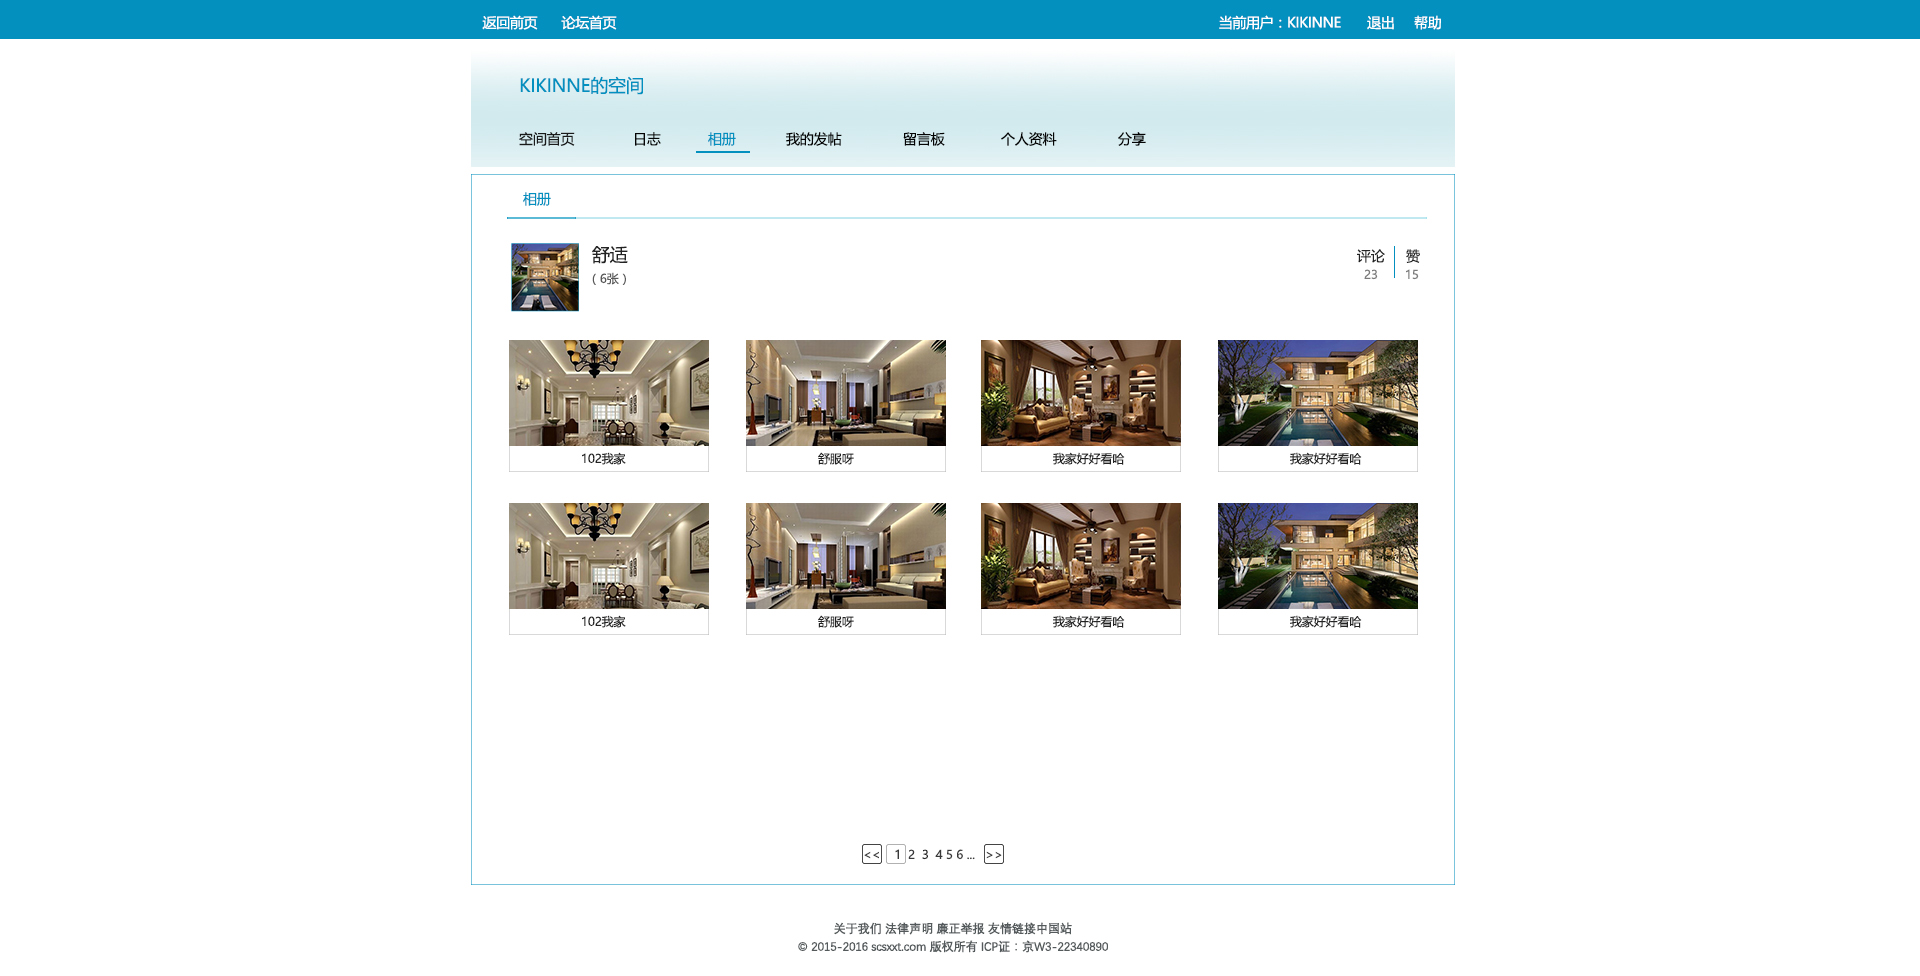 返回前页 论坛首页 当前用户：KIKINNE 退出 帮助
KIKINNE的空间
空间首页 日志 相册 我的发帖 留言板 个人资料 分享
相册
舒适
( 6张 )
评论 赞
23 15
102我家 舒服呀 我家好好看哈 我家好好看哈
102我家 舒服呀 我家好好看哈 我家好好看哈
<< 1 2 3 4 5 6 ... >>
关于我们 法律声明 廉正举报 友情链接中国站
© 2015-2016 scsxxt.com 版权所有 ICP证：京W3-22340890